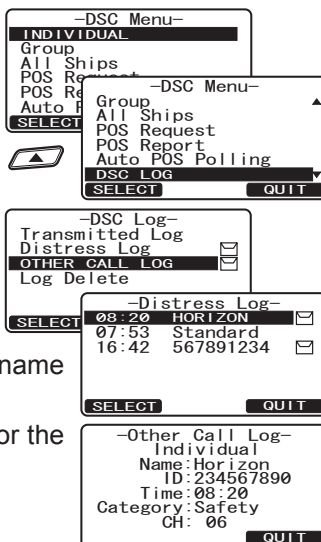 -DSC Menu-
INDIVIDUAL
Group
All Ships
POS
POS
Auto
SELECT
-DSC Menu-
Group
All Ships
POS Request
POS Report
Auto POS Polling
DSC LOG
SELECT QUIT
-DSC Log-
Transmitted Log
Distress Log
OTHER CALL LOG
Log Delete
SELECT
-Distress Log-
08:20 HORIZON
07:53 Standard
16:42 567891234
SELECT QUIT
name
or the
-Other Call Log-
Individual
Name:Horizon
ID:234567890
Time:08:20
Category:Safety
CH: 06
QUIT